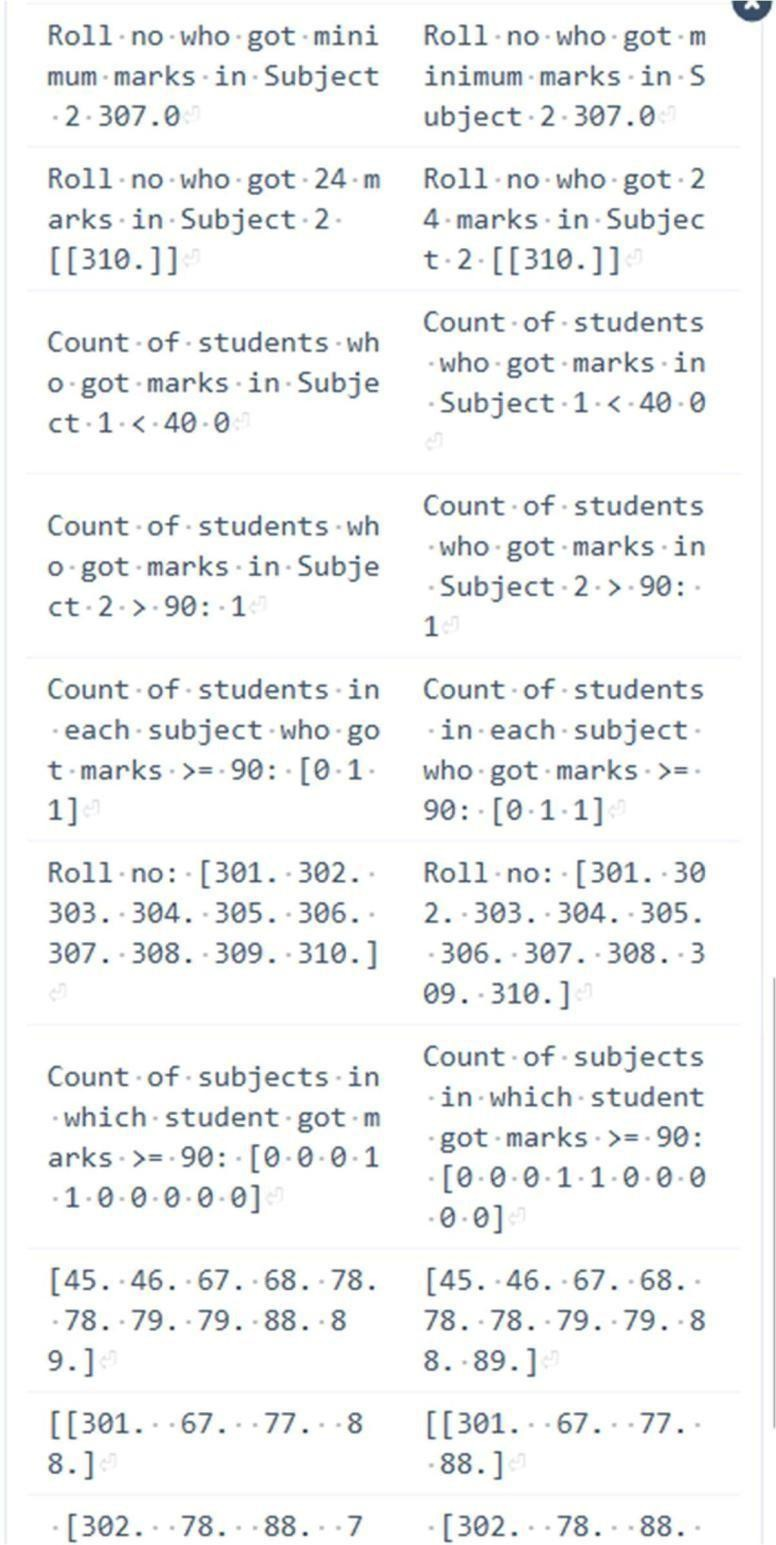 Roll·no·who·got·mini
mum·marks·in·Subject
·2·307.0⏎
Roll·no·who·got·m
inimum·marks·in·S
ubject·2·307.0⏎
Roll·no·who·got·24·m
arks·in·Subject·2·
[[310.]]⏎
Roll·no·who·got·2
4·marks·in·Subjec
t·2·[[310.]]⏎
Count·of·students·wh
o·got·marks·in·Subje
ct·1·<·40·0⏎
Count·of·students
·who·got·marks·in
·Subject·1·<·40·0
⏎
Count·of·students·wh
o·got·marks·in·Subje
ct·2·>·90:·1⏎
Count·of·students
·who·got·marks·in
·Subject·2·>·90:·
1⏎
Count·of·students·in
·each·subject·who·go
t·marks·>=·90:·[0·1·
1]⏎
Count·of·students
·in·each·subject·
who·got·marks·>=·
90:·[0·1·1]⏎
Roll·no:·[301.·302.·
303.·304.·305.·306.·
307.·308.·309.·310.]
⏎
Roll·no:·[301.·30
2.·303.·304.·305.
·306.·307.·308.·3
09.·310.]⏎
Count·of·subjects·in
·which·student·got·m
arks·>=·90:·[0·0·0·1
·1·0·0·0·0·0]⏎
Count·of·subjects
·in·which·student
·got·marks·>=·90:
·[0·0·0·1·1·0·0·0
·0·0]⏎
[45.·46.·67.·68.·78.
·78.·79.·79.·88.·8
9.]⏎
[45.·46.·67.·68.·
78.·78.·79.·79.·8
8.·89.]⏎
[[301.··67.··77.··8
8.]⏎
[[301.··67.··77.·
·88.]⏎
·[302.··78.··88.··7
·[302.··78.··88.·